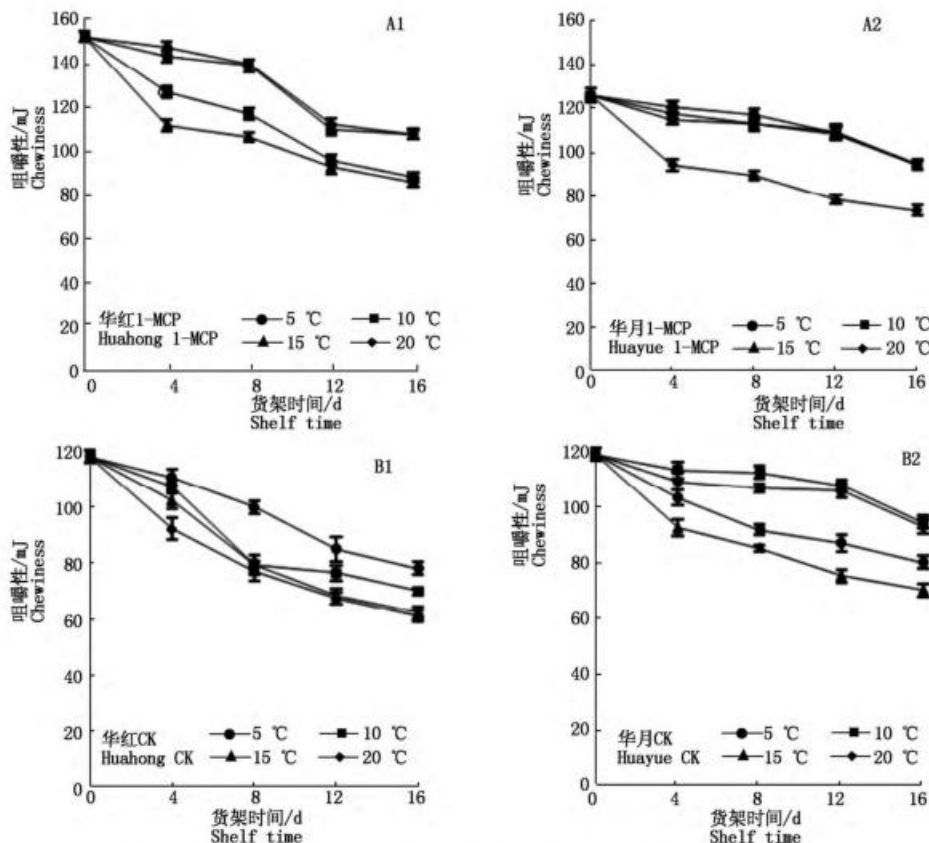 A1
160
140
120
100
80
60
40
20
0
咀嚼性/mJ
Chewiness
华红1-MCP
Huahong 1-MCP
5 ℃
10 ℃
15 ℃
20 ℃
0 4 8 12 16
货架时间/d
Shelf time
A2
160
140
120
100
80
60
40
20
0
咀嚼性/mJ
Chewiness
华月1-MCP
Huayue 1-MCP
5 ℃
10 ℃
15 ℃
20 ℃
0 4 8 12 16
货架时间/d
Shelf time
B1
120
100
80
60
40
20
0
咀嚼性/mJ
Chewiness
华红CK
Huahong CK
5 ℃
10 ℃
15 ℃
20 ℃
0 4 8 12 16
货架时间/d
Shelf time
B2
120
100
80
60
40
20
0
咀嚼性/mJ
Chewiness
华月CK
Huayue CK
5 ℃
10 ℃
15 ℃
20 ℃
0 4 8 12 16
货架时间/d
Shelf time